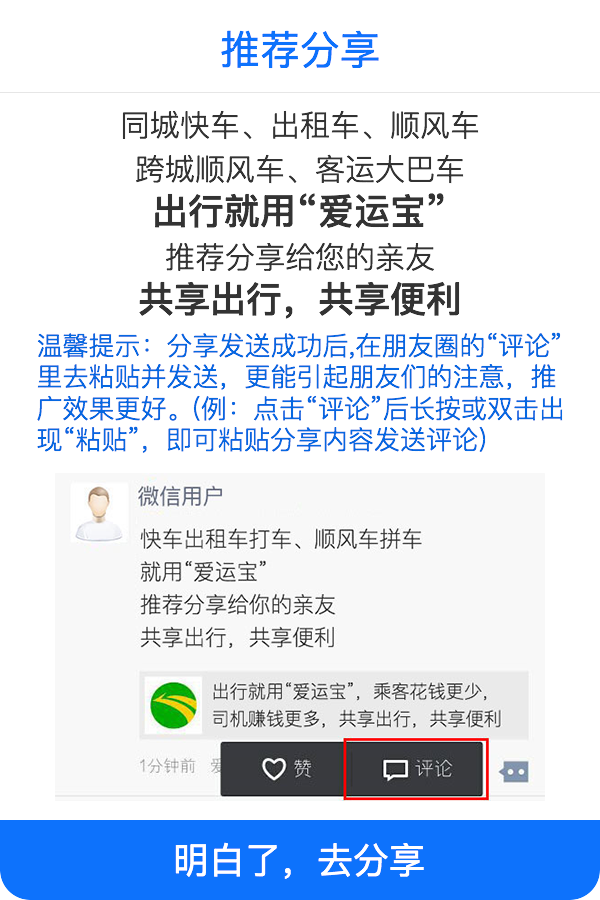 推荐分享
同城快车、出租车、顺风车
跨城顺风车、客运大巴车
出行就用“爱运宝”
推荐分享给您的亲友
共享出行，共享便利
温馨提示：分享发送成功后,在朋友圈的“评论”
里去粘贴并发送，更能引起朋友们的注意，推
广效果更好。(例：点击“评论”后长按或双击出
现“粘贴”，即可粘贴分享内容发送评论)
微信用户
快车出租车打车、顺风车拼车
就用“爱运宝”
推荐分享给你的亲友
共享出行，共享便利
出行就用“爱运宝”，乘客花钱更少，
司机赚钱更多，共享出行，共享便利
1分钟前 爱
赞 评论
明白了，去分享